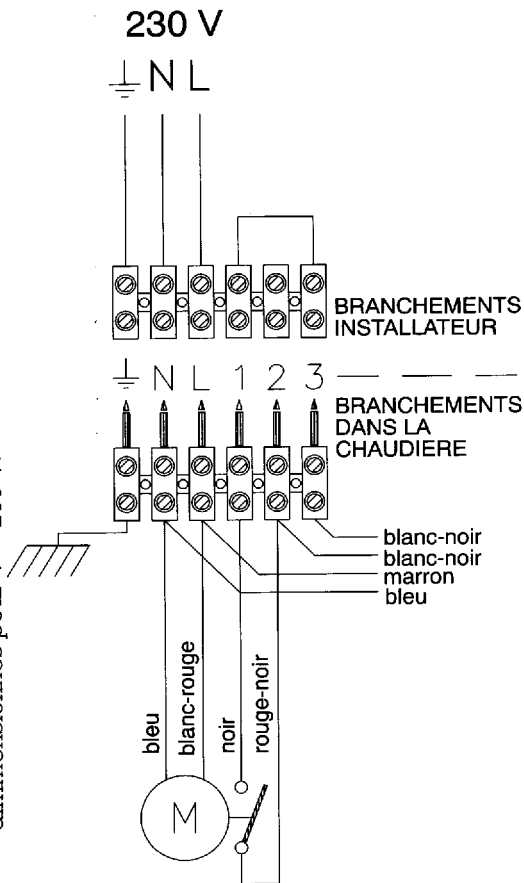 230 V
N L
BRANCHEMENTS
INSTALLATEUR
N L 1 2 3
BRANCHEMENTS
DANS LA
CHAUDIERE
blanc-noir
blanc-noir
marron
bleu
bleu
blanc-rouge
noir
rouge-noir
M